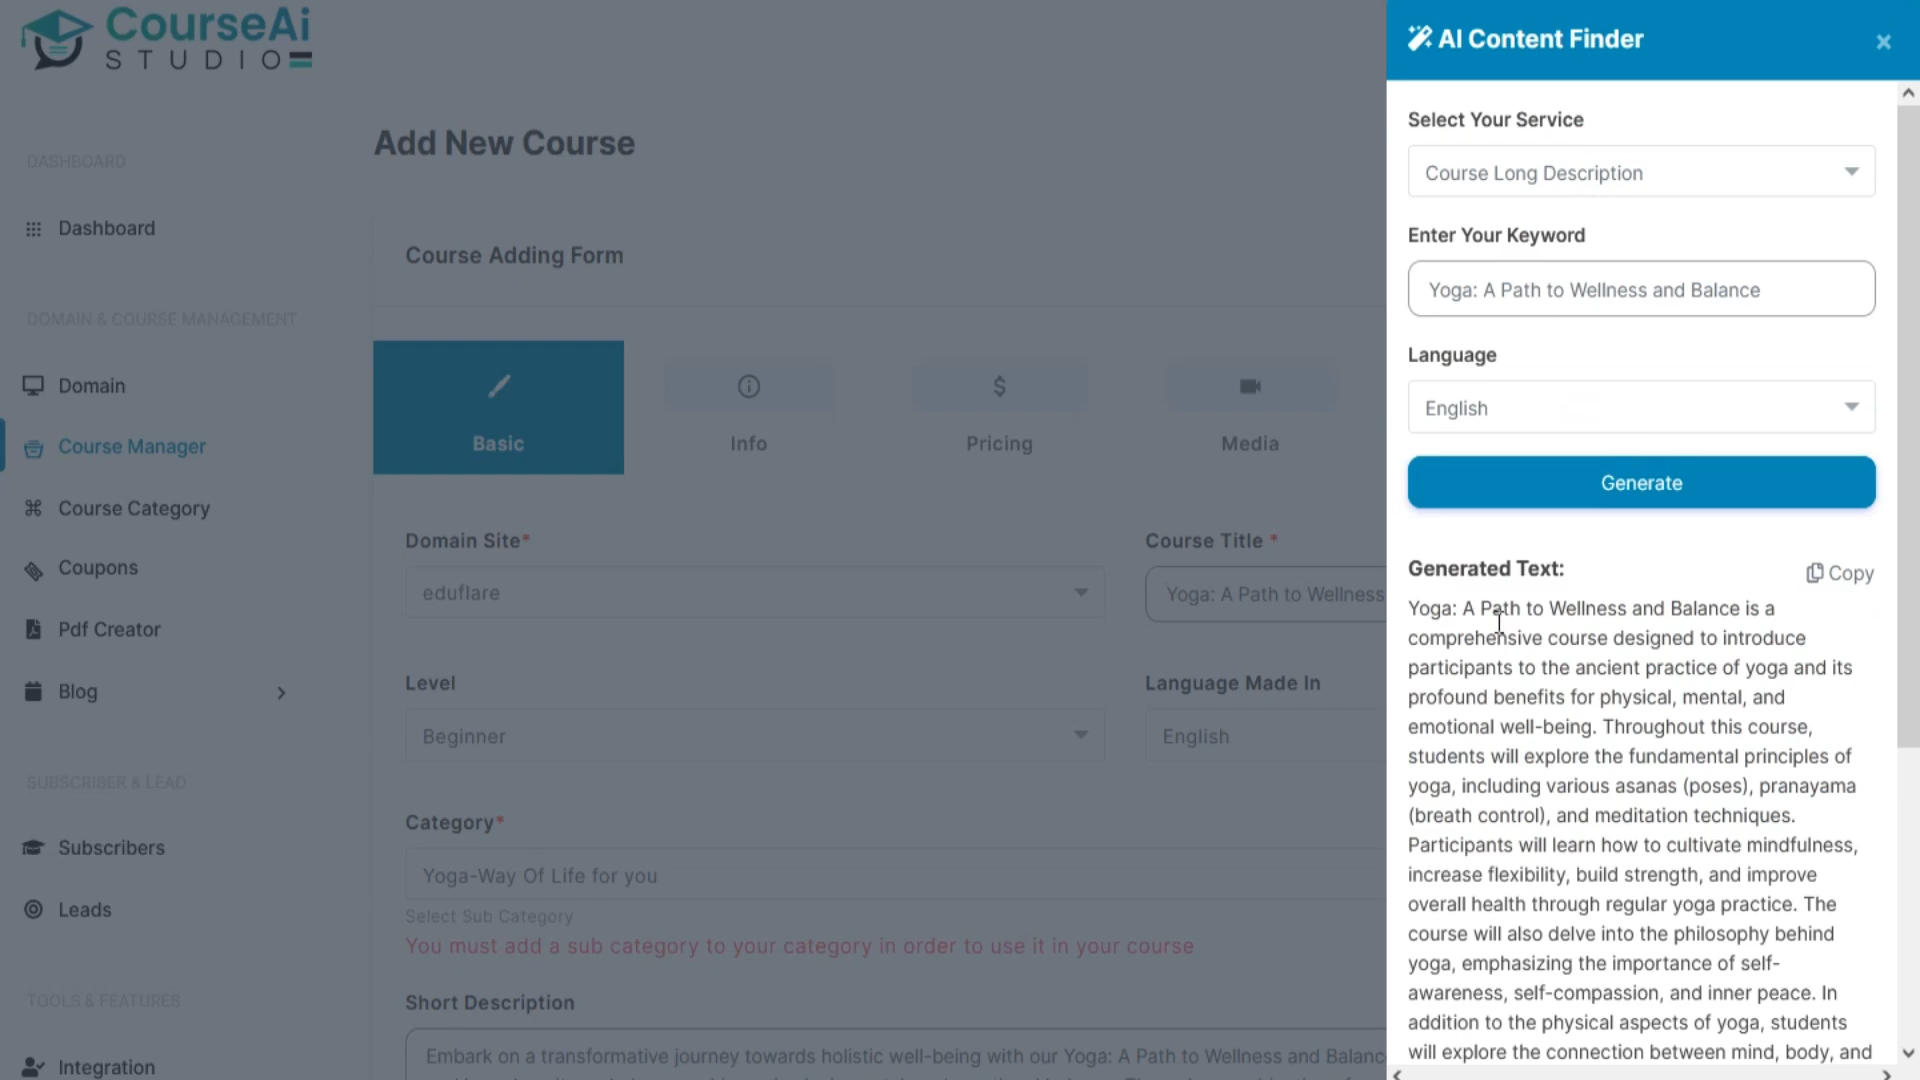 CourseAi
STUDIO
DASHBOARD
Dashboard
DOMAIN & COURSE MANAGEMENT
Domain
Course Manager
Course Category
Coupons
Pdf Creator
Blog
SUBSCRIBER & LEAD
Subscribers
Leads
TOOLS & FEATURES
Integration
Add New Course
Course Adding Form
Basic
Info
Pricing
Media
Domain Site*
eduflare
Course Title *
Yoga: A Path to Wellness
Level
Beginner
Language Made In
English
Category*
Yoga-Way Of Life for you
Select Sub Category
You must add a sub category to your category in order to use it in your course
Short Description
Embark on a transformative journey towards holistic well-being with our Yoga: A Path to Wellness and Balanc
AI Content Finder
×
Select Your Service
Course Long Description
Enter Your Keyword
Yoga: A Path to Wellness and Balance
Language
English
Generate
Generated Text:
Copy
Yoga: A Path to Wellness and Balance is a
comprehensive course designed to introduce
participants to the ancient practice of yoga and its
profound benefits for physical, mental, and
emotional well-being. Throughout this course,
students will explore the fundamental principles of
yoga, including various asanas (poses), pranayama
(breath control), and meditation techniques.
Participants will learn how to cultivate mindfulness,
increase flexibility, build strength, and improve
overall health through regular yoga practice. The
course will also delve into the philosophy behind
yoga, emphasizing the importance of self-
awareness, self-compassion, and inner peace. In
addition to the physical aspects of yoga, students
will explore the connection between mind, body, and